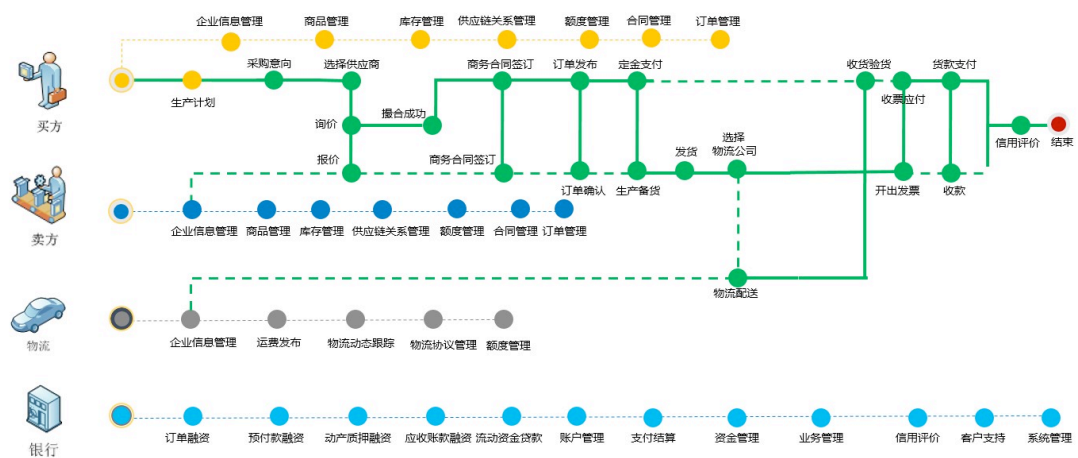 企业信息管理
商品管理
库存管理
供应链关系管理
额度管理
合同管理
订单管理
采购意向
选择供应商
商务合同签订
订单发布
定金支付
收货验货
货款支付
生产计划
收票应付
买方
询价
撮合成功
选择
物流公司
信用评价
结束
报价
商务合同签订
发货
订单确认
生产备货
开出发票
收款
企业信息管理
商品管理
库存管理
供应链关系管理
额度管理
合同管理
订单管理
卖方
物流配送
物流
企业信息管理
运费发布
物流动态跟踪
物流协议管理
额度管理
订单融资
预付款融资
动产质押融资
应收账款融资
流动资金贷款
账户管理
支付结算
资金管理
业务管理
信用评价
客户支持
系统管理
银行